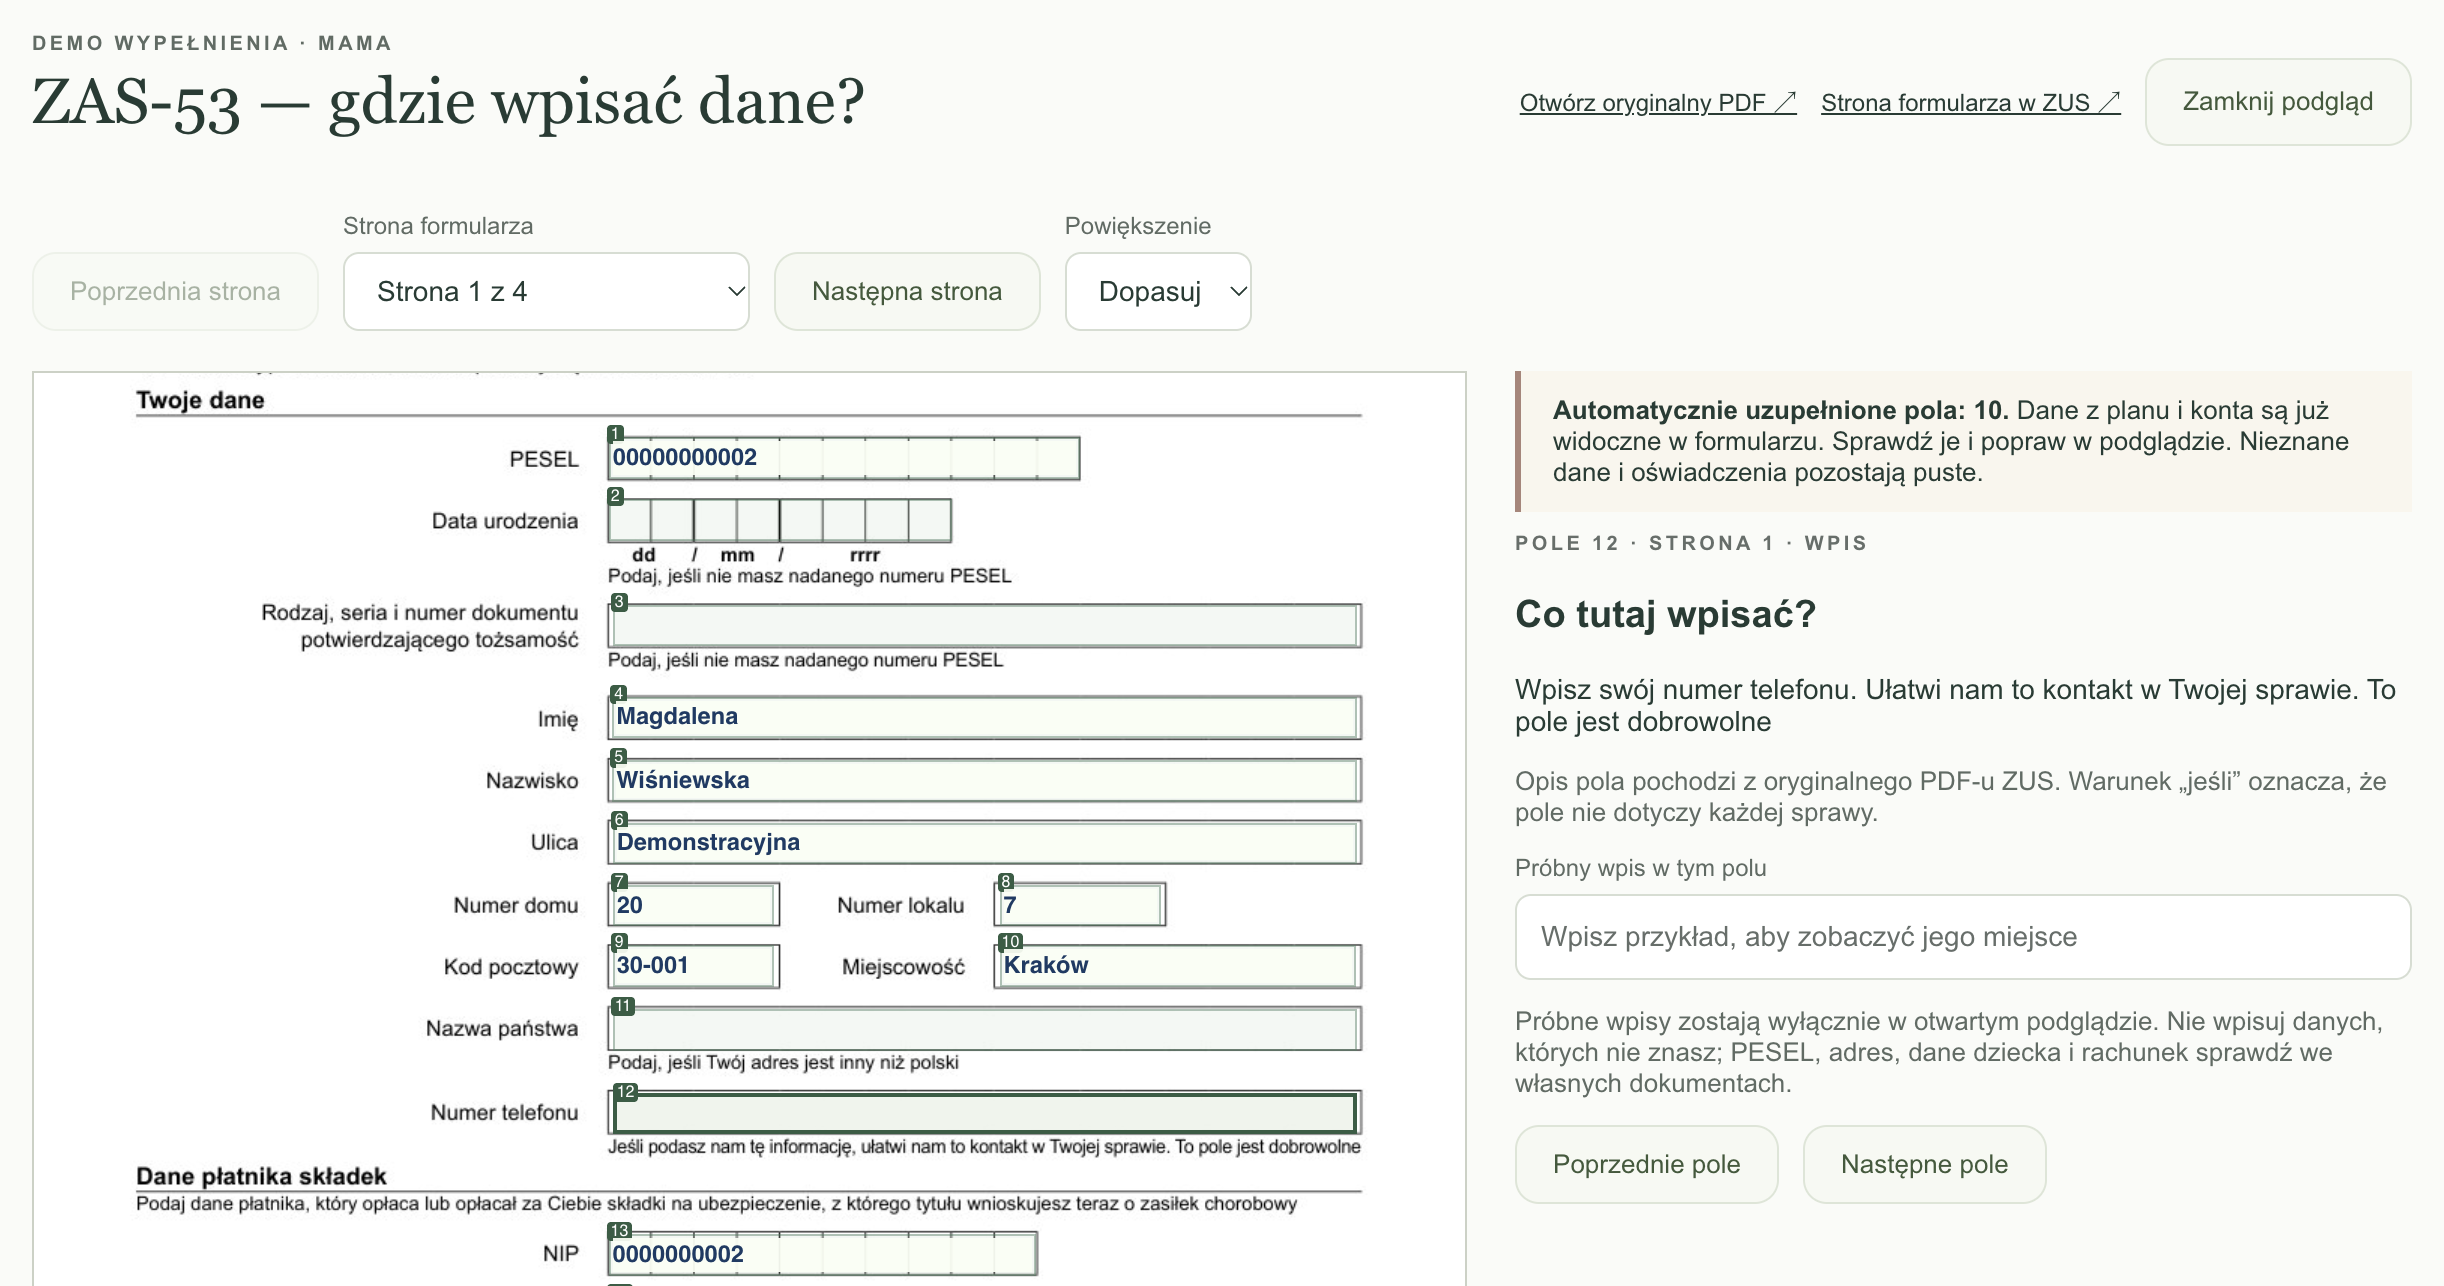 DEMO WYPEŁNIENIA · MAMA
ZAS-53 — gdzie wpisać dane?
Otwórz oryginalny PDF ↗
Strona formularza w ZUS ↗
Zamknij podgląd
Strona formularza
Powiększenie
Poprzednia strona
Strona 1 z 4
Następna strona
Dopasuj
Twoje dane
1
PESEL 00000000002
2
Data urodzenia
dd / mm / rrrr
Podaj, jeśli nie masz nadanego numeru PESEL
3
Rodzaj, seria i numer dokumentu
potwierdzającego tożsamość
Podaj, jeśli nie masz nadanego numeru PESEL
4
Imię Magdalena
5
Nazwisko Wiśniewska
6
Ulica Demonstracyjna
7 8
Numer domu 20 Numer lokalu 7
9 10
Kod pocztowy 30-001 Miejscowość Kraków
11
Nazwa państwa
Podaj, jeśli Twój adres jest inny niż polski
12
Numer telefonu
Jeśli podasz nam tę informację, ułatwi nam to kontakt w Twojej sprawie. To pole jest dobrowolne
Dane płatnika składek
Podaj dane płatnika, który opłaca lub opłacał za Ciebie składki na ubezpieczenie, z którego tytułu wnioskujesz teraz o zasiłek chorobowy
13
NIP 0000000002
Automatycznie uzupełnione pola: 10. Dane z planu i konta są już
widoczne w formularzu. Sprawdź je i popraw w podglądzie. Nieznane
dane i oświadczenia pozostają puste.
POLE 12 · STRONA 1 · WPIS
Co tutaj wpisać?
Wpisz swój numer telefonu. Ułatwi nam to kontakt w Twojej sprawie. To
pole jest dobrowolne
Opis pola pochodzi z oryginalnego PDF-u ZUS. Warunek „jeśli” oznacza, że
pole nie dotyczy każdej sprawy.
Próbny wpis w tym polu
Wpisz przykład, aby zobaczyć jego miejsce
Próbne wpisy zostają wyłącznie w otwartym podglądzie. Nie wpisuj danych,
których nie znasz; PESEL, adres, dane dziecka i rachunek sprawdź we
własnych dokumentach.
Poprzednie pole
Następne pole